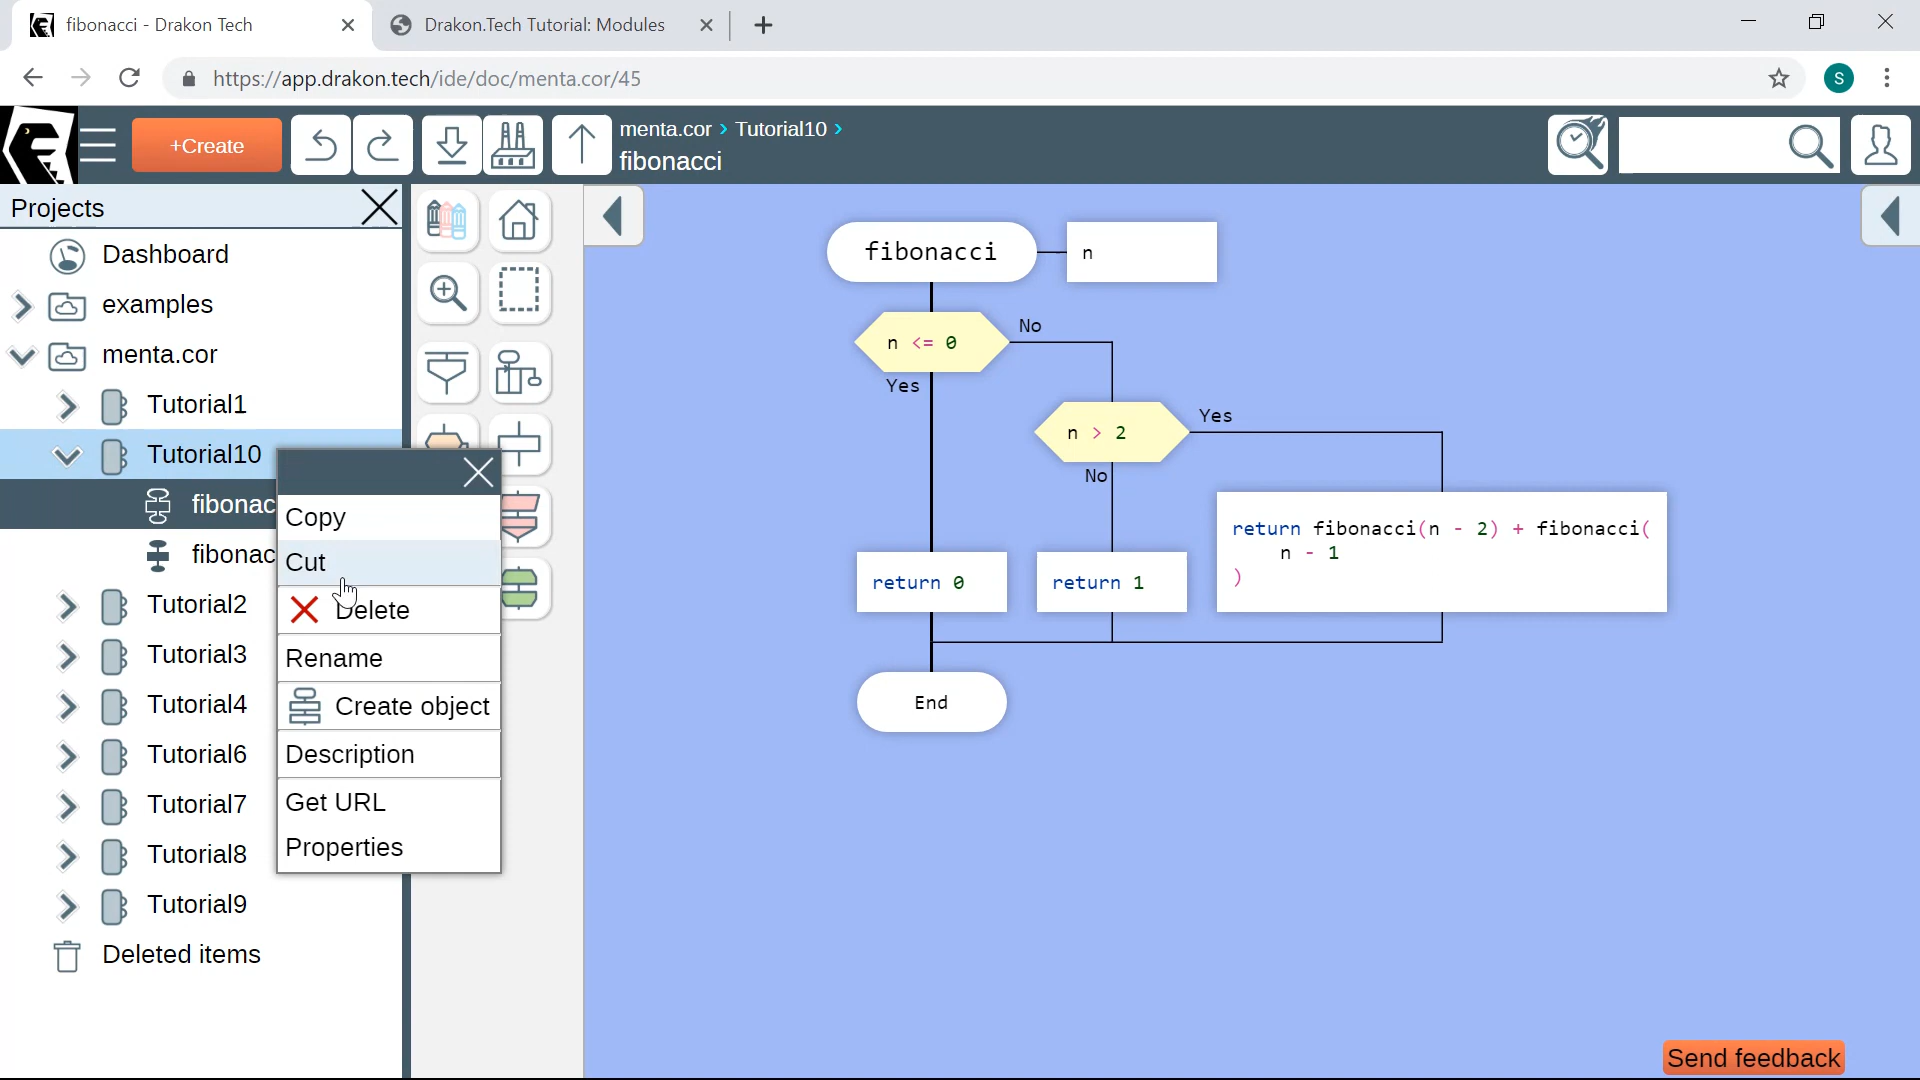 fibonacci - Drakon Tech
Drakon.Tech Tutorial: Modules
https://app.drakon.tech/ide/doc/menta.cor/45
S
+Create
menta.cor › Tutorial10 ›
fibonacci
Projects
Dashboard
examples
menta.cor
Tutorial1
Tutorial10
fibonac
fibonac
Tutorial2
Tutorial3
Tutorial4
Tutorial6
Tutorial7
Tutorial8
Tutorial9
Deleted items
Copy
Cut
Delete
Rename
Create object
Description
Get URL
Properties
fibonacci
n
n <= 0
No
Yes
n > 2
Yes
No
return 0
return 1
return fibonacci(n - 2) + fibonacci(
n - 1
)
End
Send feedback